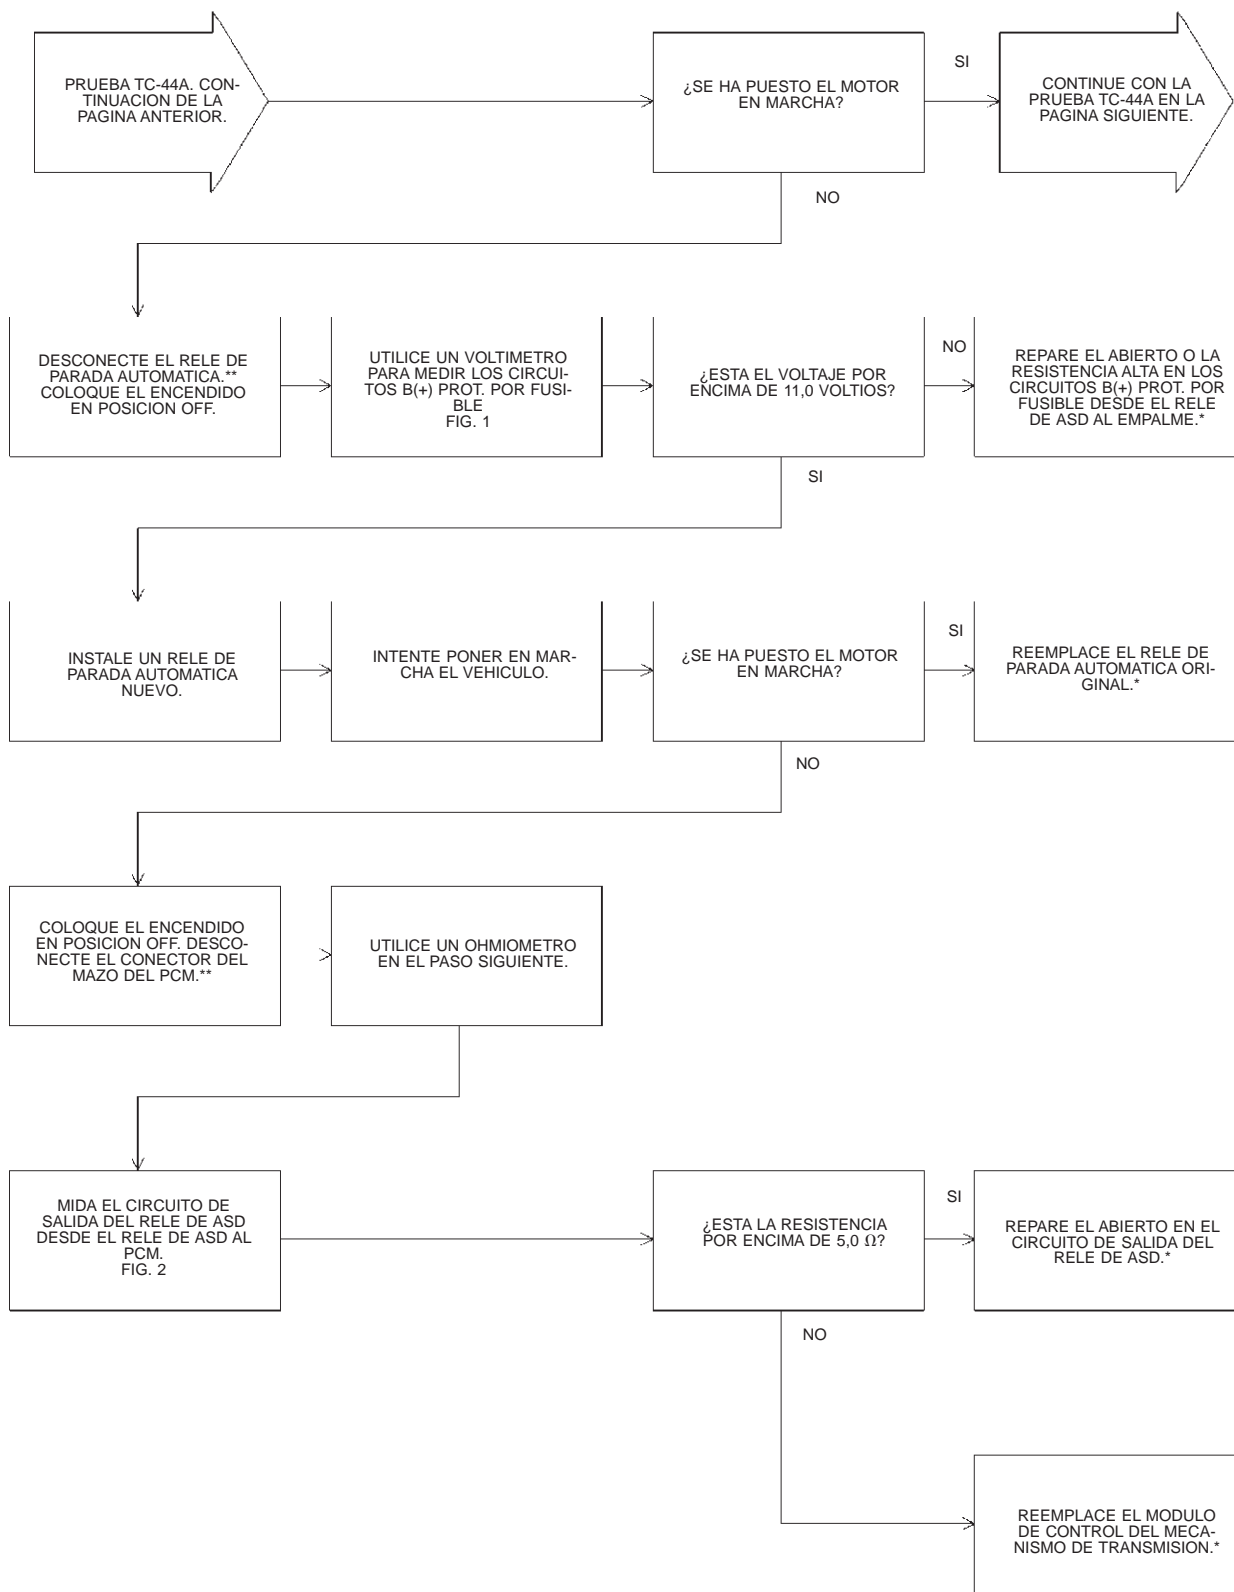 PRUEBA TC-44A. CON-
TINUACION DE LA
PAGINA ANTERIOR.
¿SE HA PUESTO EL MOTOR
EN MARCHA?
SI
CONTINUE CON LA
PRUEBA TC-44A EN LA
PAGINA SIGUIENTE.
NO
DESCONECTE EL RELE DE
PARADA AUTOMATICA.**
COLOQUE EL ENCENDIDO
EN POSICION OFF.
UTILICE UN VOLTIMETRO
PARA MEDIR LOS CIRCUI-
TOS B(+) PROT. POR FUSI-
BLE
FIG. 1
¿ESTA EL VOLTAJE POR
ENCIMA DE 11,0 VOLTIOS?
NO
REPARE EL ABIERTO O LA
RESISTENCIA ALTA EN LOS
CIRCUITOS B(+) PROT. POR
FUSIBLE DESDE EL RELE
DE ASD AL EMPALME.*
SI
INSTALE UN RELE DE
PARADA AUTOMATICA
NUEVO.
INTENTE PONER EN MAR-
CHA EL VEHICULO.
¿SE HA PUESTO EL MOTOR
EN MARCHA?
SI
REEMPLACE EL RELE DE
PARADA AUTOMATICA ORI-
GINAL.*
NO
COLOQUE EL ENCENDIDO
EN POSICION OFF. DESCO-
NECTE EL CONECTOR DEL
MAZO DEL PCM.**
UTILICE UN OHMIOMETRO
EN EL PASO SIGUIENTE.
MIDA EL CIRCUITO DE
SALIDA DEL RELE DE ASD
DESDE EL RELE DE ASD AL
PCM.
FIG. 2
¿ESTA LA RESISTENCIA
POR ENCIMA DE 5,0 Ω?
SI
REPARE EL ABIERTO EN EL
CIRCUITO DE SALIDA DEL
RELE DE ASD.*
NO
REEMPLACE EL MODULO
DE CONTROL DEL MECA-
NISMO DE TRANSMISION.*